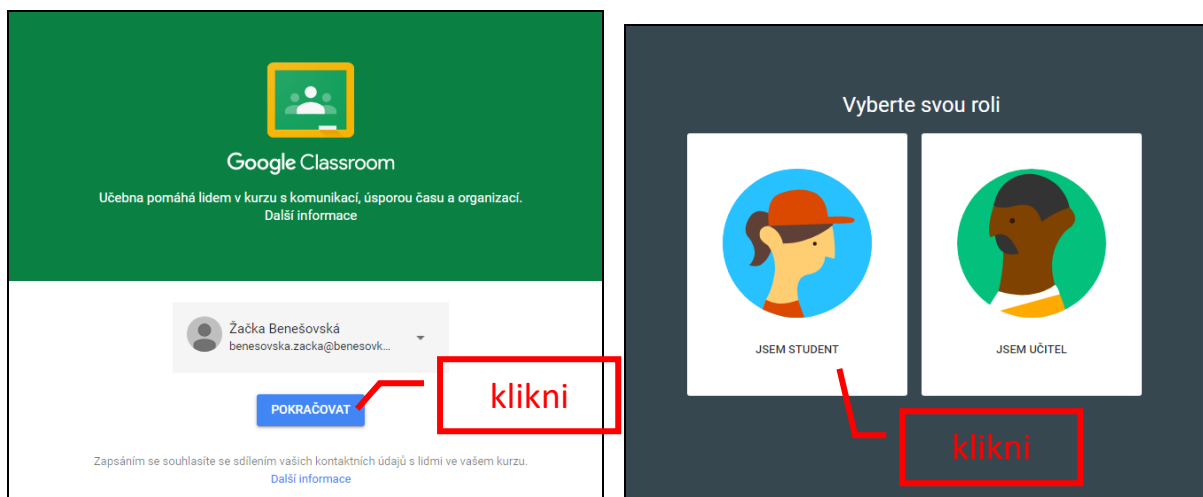 Google Classroom
Učebna pomáhá lidem v kurzu s komunikací, úsporou času a organizací.
Další informace
Žačka Benešovská
benesovska.zacka@benesovk...
POKRAČOVAT
klikni
Zapsáním se souhlasíte se sdílením vašich kontaktních údajů s lidmi ve vašem kurzu.
Další informace
Vyberte svou roli
JSEM STUDENT
JSEM UČITEL
klikni